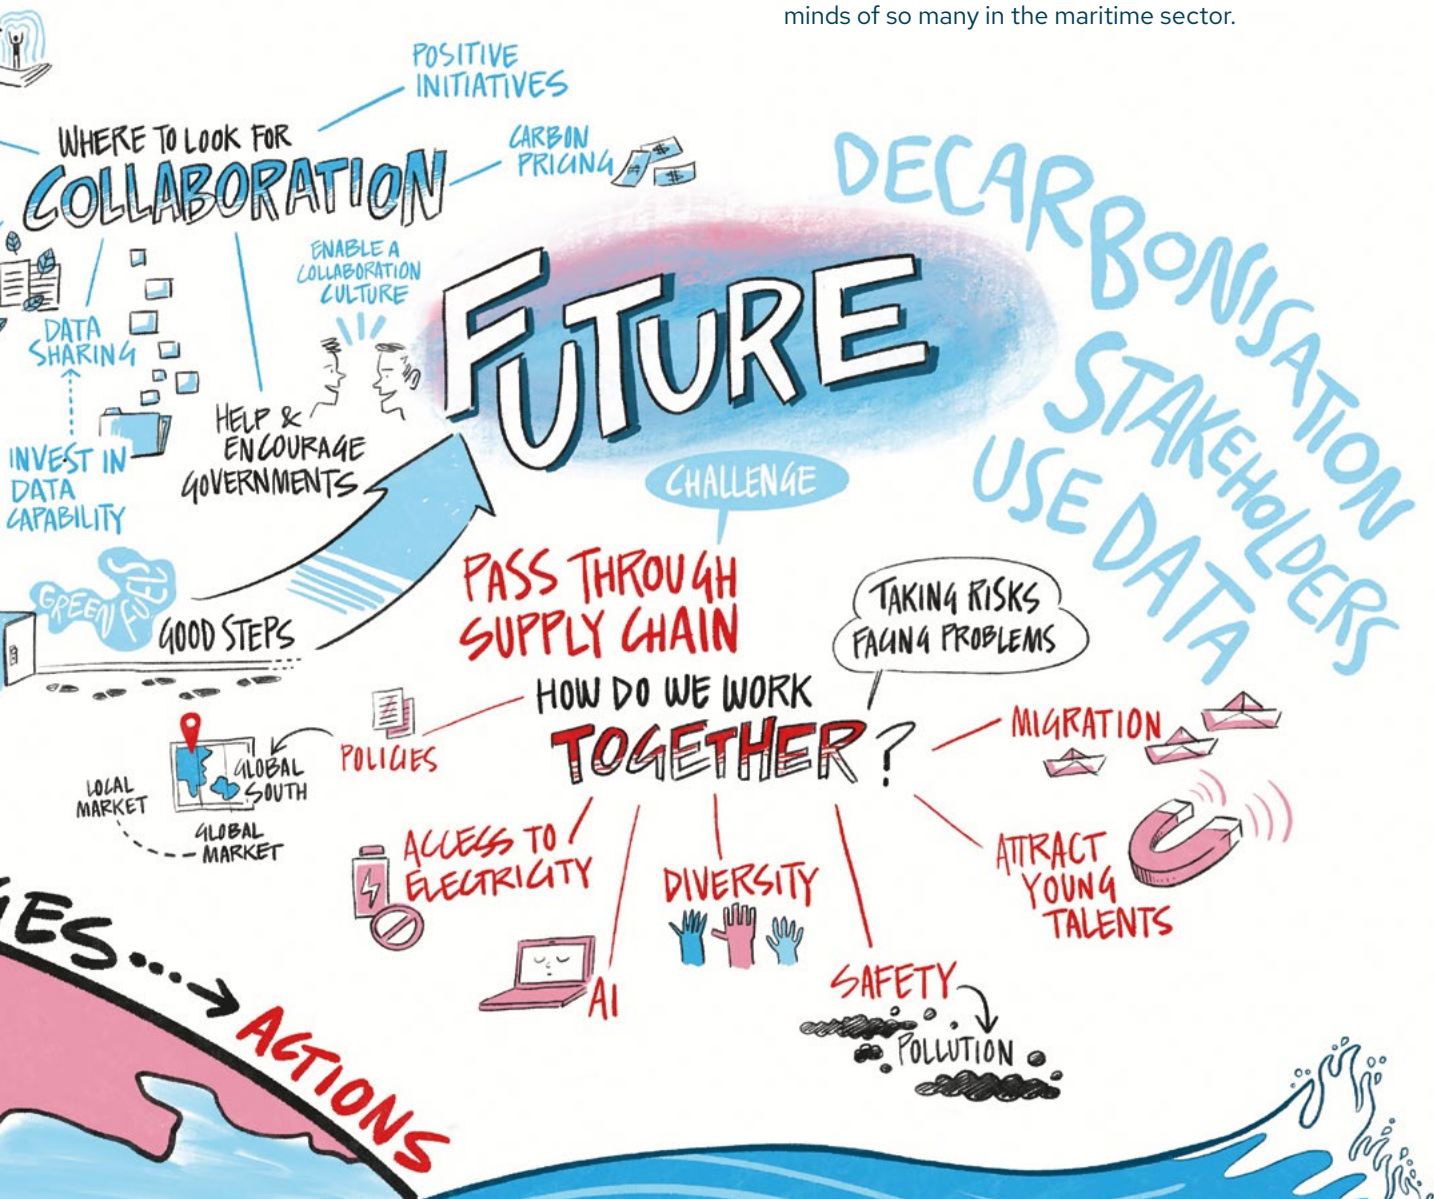 minds of so many in the maritime sector.
POSITIVE
INITIATIVES
WHERE TO LOOK FOR
COLLABORATION
CARBON
PRICING
$
$
$
ENABLE A
COLLABORATION
CULTURE
DATA
SHARING
INVEST IN
DATA
CAPABILITY
HELP &
ENCOURAGE
GOVERNMENTS
GREEN FUELS
GOOD STEPS
FUTURE
DECARBONISATION
STAKEHOLDERS
USE DATA
CHALLENGE
PASS THROUGH
SUPPLY CHAIN
TAKING RISKS
FACING PROBLEMS
HOW DO WE WORK
TOGETHER?
POLICIES
GLOBAL
SOUTH
LOCAL
MARKET
GLOBAL
MARKET
MIGRATION
ACCESS TO
ELECTRICITY
AI
DIVERSITY
SAFETY
POLLUTION
ATTRACT
YOUNG
TALENTS
GES...
ACTIONS